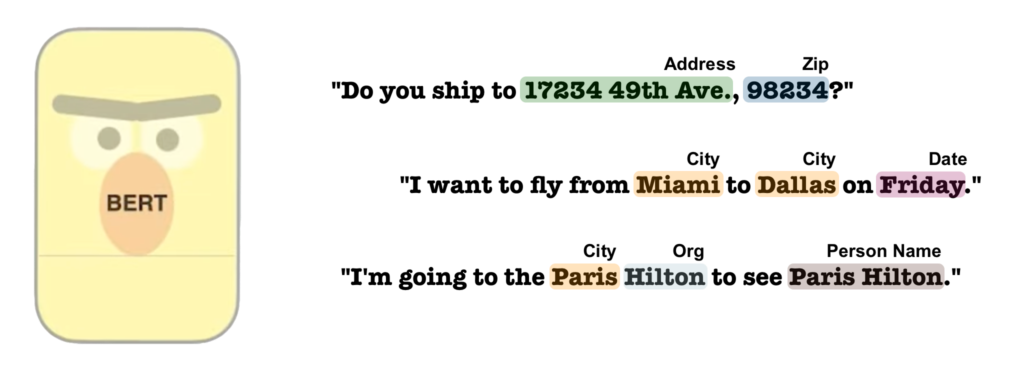 BERT
Address Zip
"Do you ship to 17234 49th Ave., 98234?"
City City Date
"I want to fly from Miami to Dallas on Friday."
City Org Person Name
"I'm going to the Paris Hilton to see Paris Hilton."